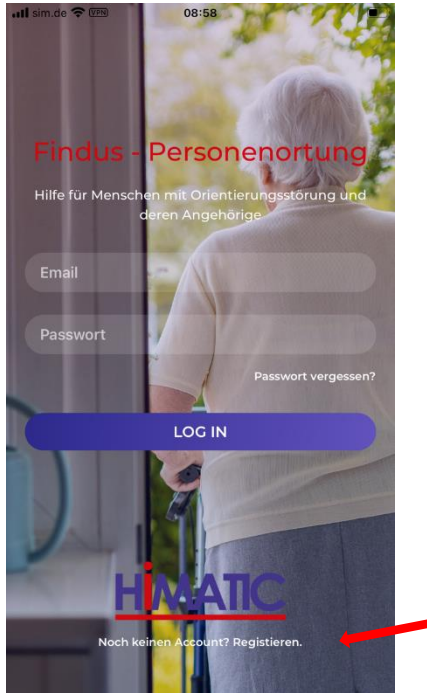 sim.de VPN 08:58
Findus - Personenortung
Hilfe für Menschen mit Orientierungsstörung und
deren Angehörige
Email
Passwort
Passwort vergessen?
LOG IN
HiMATIC
Noch keinen Account? Registieren.